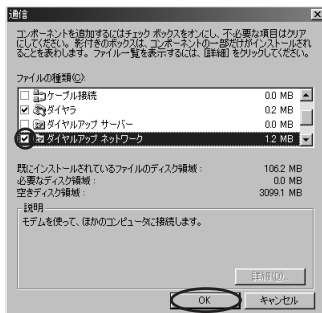 通信
コンポーネントを追加するにはチェック ボックスをオンにし、不必要な項目はクリア
にしてください。影付きのボックスは、コンポーネントの一部だけがインストールされ
ることを表わします。ファイル一覧を表示するには、[詳細] をクリックしてください。
ファイルの種類(C):
ケーブル接続 0.0 MB
ダイヤラ 0.2 MB
ダイヤルアップ サーバー 0.0 MB
ダイヤルアップ ネットワーク 1.2 MB
既にインストールされているファイルのディスク領域 : 106.2 MB
必要なディスク領域 : 0.0 MB
空きディスク領域 : 3099.1 MB
説明
モデムを使って、ほかのコンピュータに接続します。
詳細(D)...
OK キャンセル